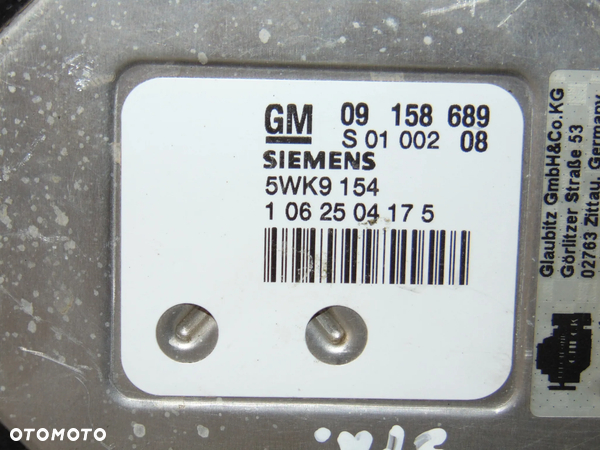 GM 09 158 689
S 01 002 08
SIEMENS
5WK9 154
1 06 25 04 17 5
Glaubitz GmbH&Co.KG
Görlitzer Straße 53
02763 Zittau, Germany
OTOMOTO